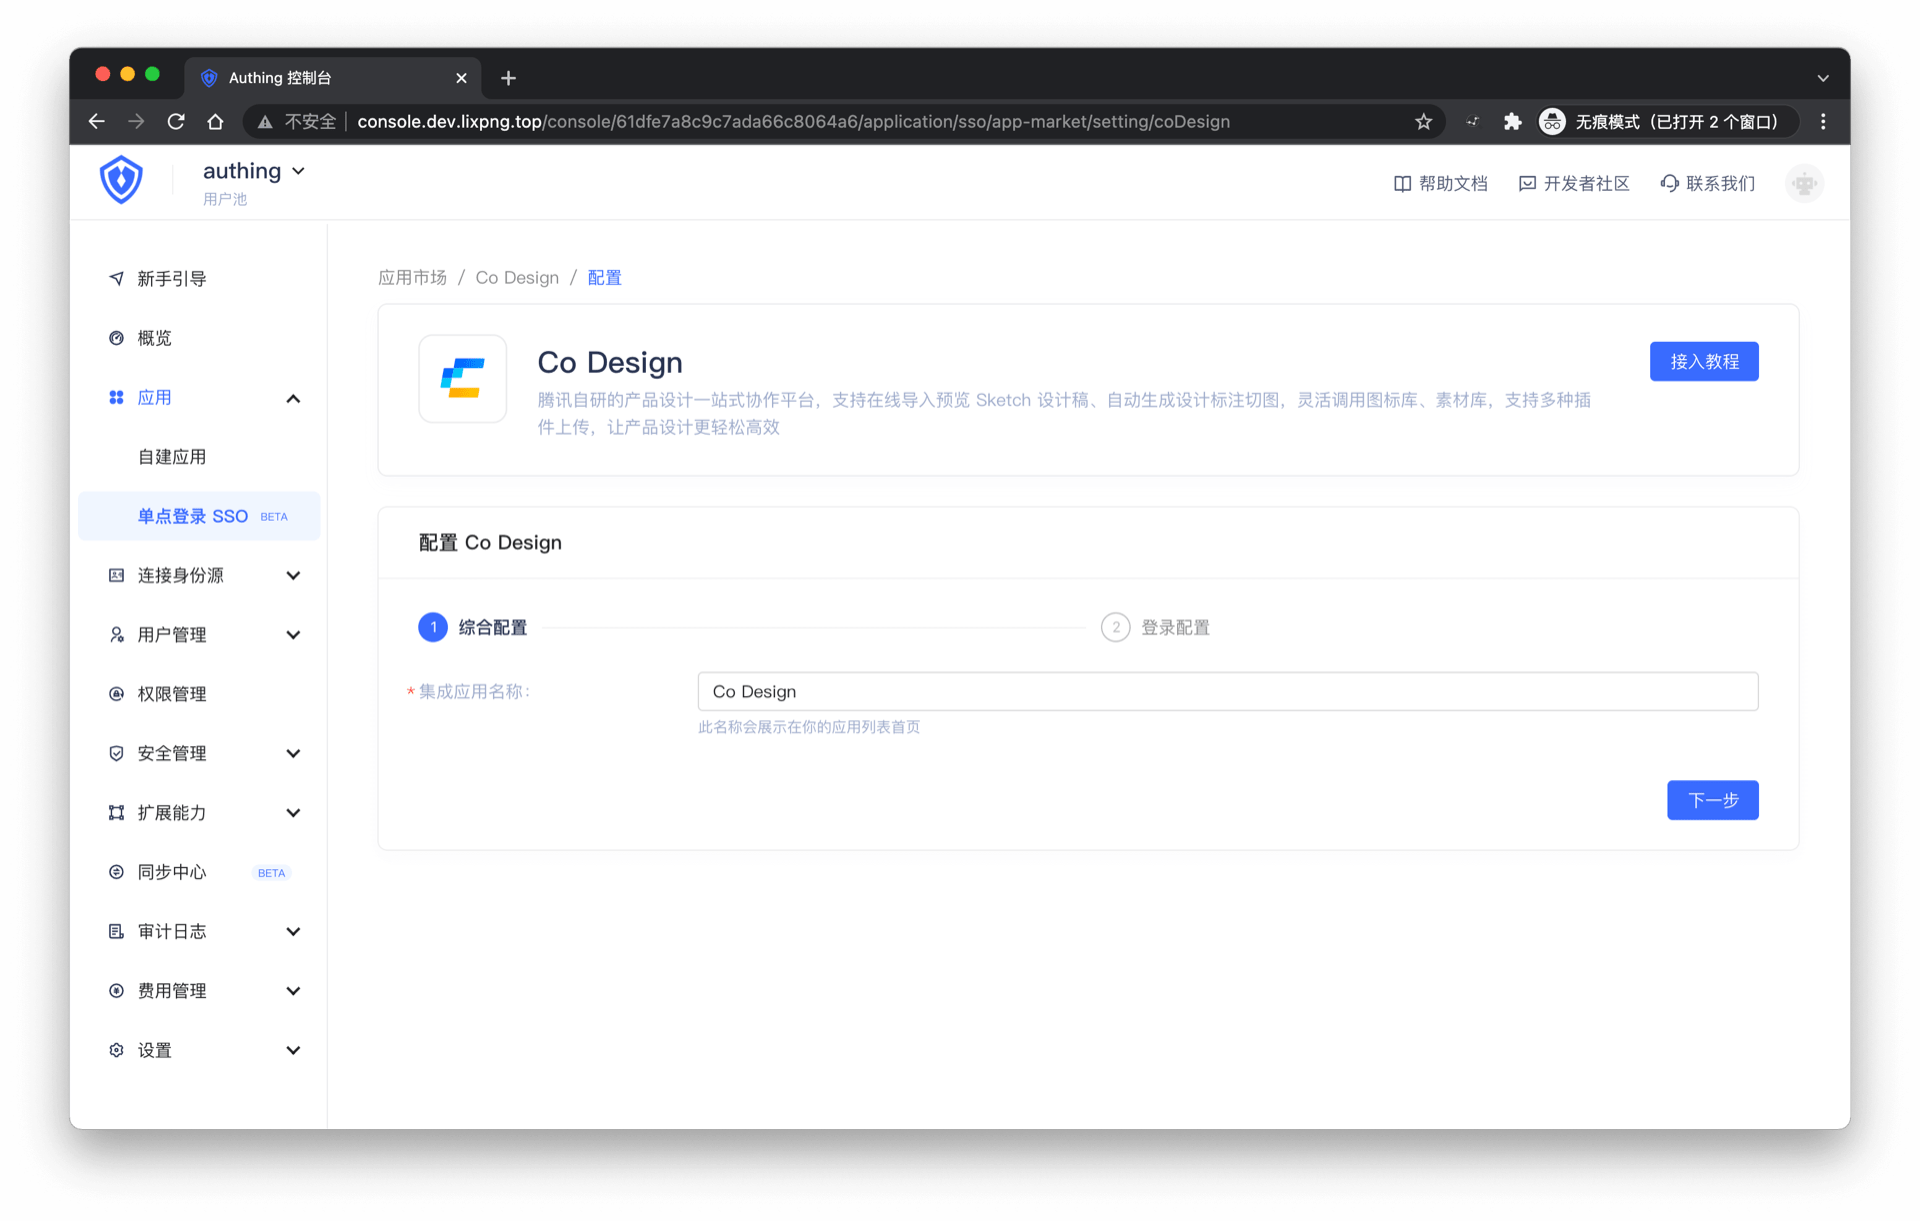 Authing 控制台
不安全 console.dev.lixpng.top/console/61dfe7a8c9c7ada66c8064a6/application/sso/app-market/setting/coDesign
无痕模式（已打开 2 个窗口）
authing
用户池
帮助文档
开发者社区
联系我们
新手引导
概览
应用
自建应用
单点登录 SSO BETA
连接身份源
用户管理
权限管理
安全管理
扩展能力
同步中心 BETA
审计日志
费用管理
设置
应用市场 / Co Design / 配置
Co Design
接入教程
腾讯自研的产品设计一站式协作平台，支持在线导入预览 Sketch 设计稿、自动生成设计标注切图，灵活调用图标库、素材库，支持多种插
件上传，让产品设计更轻松高效
配置 Co Design
1 综合配置
2 登录配置
* 集成应用名称：
Co Design
此名称会展示在你的应用列表首页
下一步